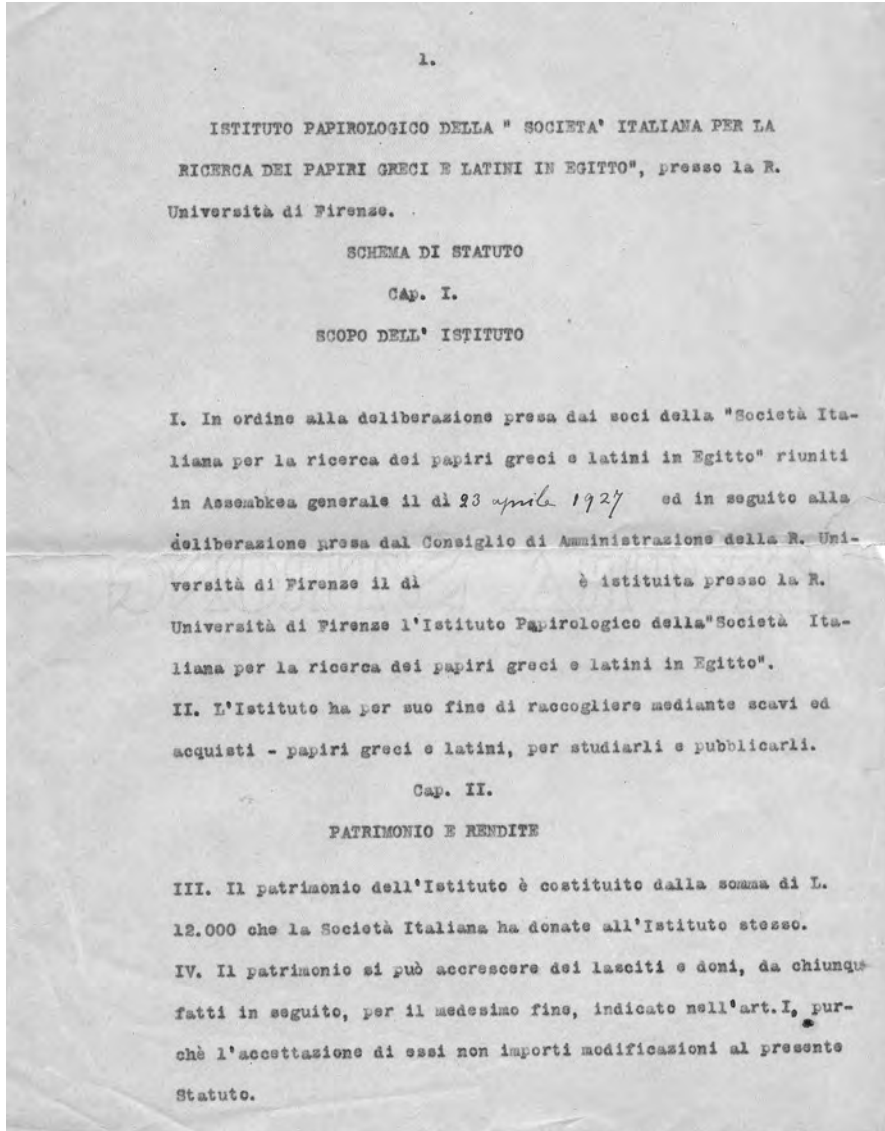 1.
ISTITUTO PAPIROLOGICO DELLA " SOCIETA' ITALIANA PER LA
RICERCA DEI PAPIRI GRECI E LATINI IN EGITTO", presso la R.
Università di Firenze.
SCHEMA DI STATUTO
CAp. I.
SCOPO DELL' ISTITUTO
I. In ordine alla deliberazione presa dai soci della "Società Ita-
liana per la ricerca dei papiri greci e latini in Egitto" riuniti
in Assembkea generale il dì 23 aprile 1927 ed in seguito alla
deliberazione presa dal Consiglio di Amministrazione della R. Uni-
versità di Firenze il dì è istituita presso la R.
Università di Firenze l'Istituto Papirologico della"Società Ita-
liana per la ricerca dei papiri greci e latini in Egitto".
II. L'Istituto ha per suo fine di raccogliere mediante scavi ed
acquisti - papiri greci e latini, per studiarli e pubblicarli.
Cap. II.
PATRIMONIO E RENDITE
III. Il patrimonio dell'Istituto è costituito dalla somma di L.
12.000 che la Società Italiana ha donate all'Istituto stesso.
IV. Il patrimonio si può accrescere dei lasciti e doni, da chiunqu
fatti in seguito, per il medesimo fine, indicato nell'art.I, pur-
chè l'accettazione di essi non importi modificazioni al presente
Statuto.